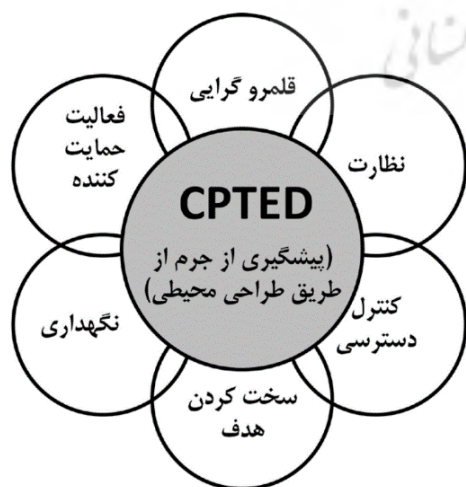 قلمرو گرایی
نظارت
کنترل
دسترسی
سخت کردن
هدف
نگهداری
فعالیت
حمایت
کننده
CPTED
(پیشگیری از جرم از
طریق طراحی محیطی)